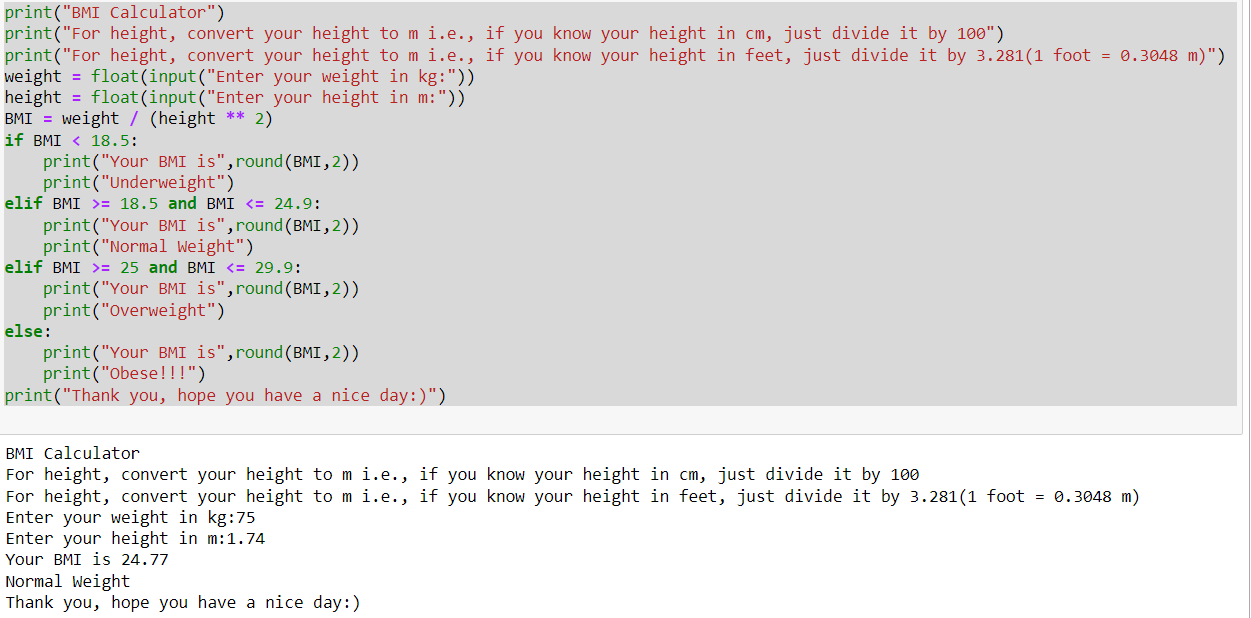 print("BMI Calculator")
print("For height, convert your height to m i.e., if you know your height in cm, just divide it by 100")
print("For height, convert your height to m i.e., if you know your height in feet, just divide it by 3.281(1 foot = 0.3048 m)")
weight = float(input("Enter your weight in kg:"))
height = float(input("Enter your height in m:"))
BMI = weight / (height ** 2)
if BMI < 18.5:
    print("Your BMI is",round(BMI,2))
    print("Underweight")
elif BMI >= 18.5 and BMI <= 24.9:
    print("Your BMI is",round(BMI,2))
    print("Normal Weight")
elif BMI >= 25 and BMI <= 29.9:
    print("Your BMI is",round(BMI,2))
    print("Overweight")
else:
    print("Your BMI is",round(BMI,2))
    print("Obese!!!")
print("Thank you, hope you have a nice day:)")
BMI Calculator
For height, convert your height to m i.e., if you know your height in cm, just divide it by 100
For height, convert your height to m i.e., if you know your height in feet, just divide it by 3.281(1 foot = 0.3048 m)
Enter your weight in kg:75
Enter your height in m:1.74
Your BMI is 24.77
Normal Weight
Thank you, hope you have a nice day:)